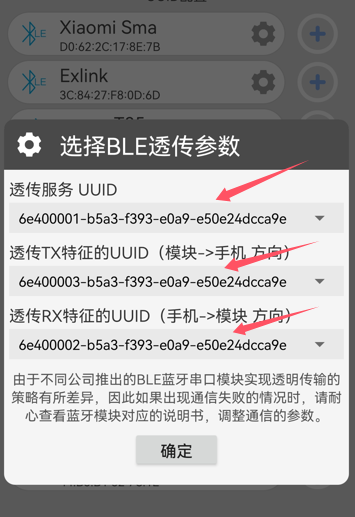 Xiaomi Sma
D0:62:2C:17:8E:7B
Exlink
3C:84:27:F8:0D:6D
选择BLE透传参数
透传服务 UUID
6e400001-b5a3-f393-e0a9-e50e24dcca9e
透传TX特征的UUID（模块->手机 方向）
6e400003-b5a3-f393-e0a9-e50e24dcca9e
透传RX特征的UUID（手机->模块 方向）
6e400002-b5a3-f393-e0a9-e50e24dcca9e
由于不同公司推出的BLE蓝牙串口模块实现透明传输的
策略有所差异，因此如果出现通信失败的情况时，请耐
心查看蓝牙模块对应的说明书，调整通信的参数。
确定